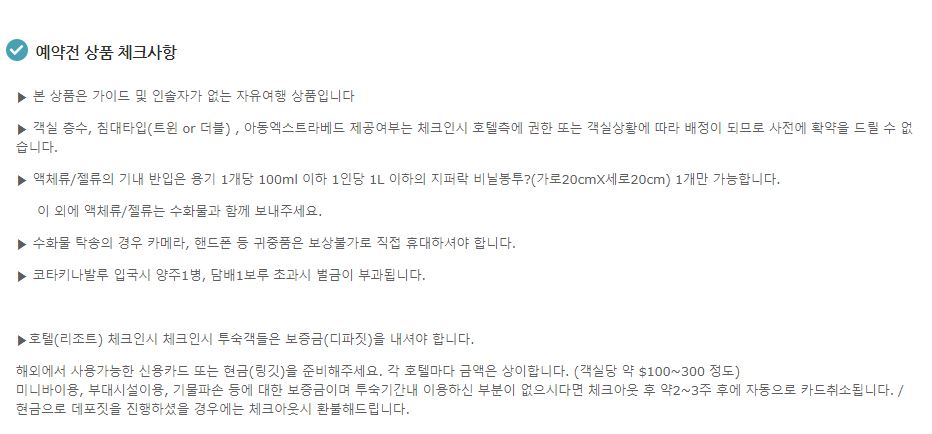 예약전 상품 체크사항
▶ 본 상품은 가이드 및 인솔자가 없는 자유여행 상품입니다
▶ 객실 층수, 침대타입(트윈 or 더블) , 아동엑스트라베드 제공여부는 체크인시 호텔측에 권한 또는 객실상황에 따라 배정이 되므로 사전에 확약을 드릴 수 없
습니다.
▶ 액체류/젤류의 기내 반입은 용기 1개당 100ml 이하 1인당 1L 이하의 지퍼락 비닐봉투?(가로20cmX세로20cm) 1개만 가능합니다.
이 외에 액체류/젤류는 수화물과 함께 보내주세요.
▶ 수화물 탁송의 경우 카메라, 핸드폰 등 귀중품은 보상불가로 직접 휴대하셔야 합니다.
▶ 코타키나발루 입국시 양주1병, 담배1보루 초과시 벌금이 부과됩니다.
▶호텔(리조트) 체크인시 체크인시 투숙객들은 보증금(디파짓)을 내셔야 합니다.
해외에서 사용가능한 신용카드 또는 현금(링깃)을 준비해주세요. 각 호텔마다 금액은 상이합니다. (객실당 약 $100~300 정도)
미니바이용, 부대시설이용, 기물파손 등에 대한 보증금이며 투숙기간내 이용하신 부분이 없으시다면 체크아웃 후 약2~3주 후에 자동으로 카드취소됩니다. /
현금으로 데포짓을 진행하셨을 경우에는 체크아웃시 환불해드립니다.